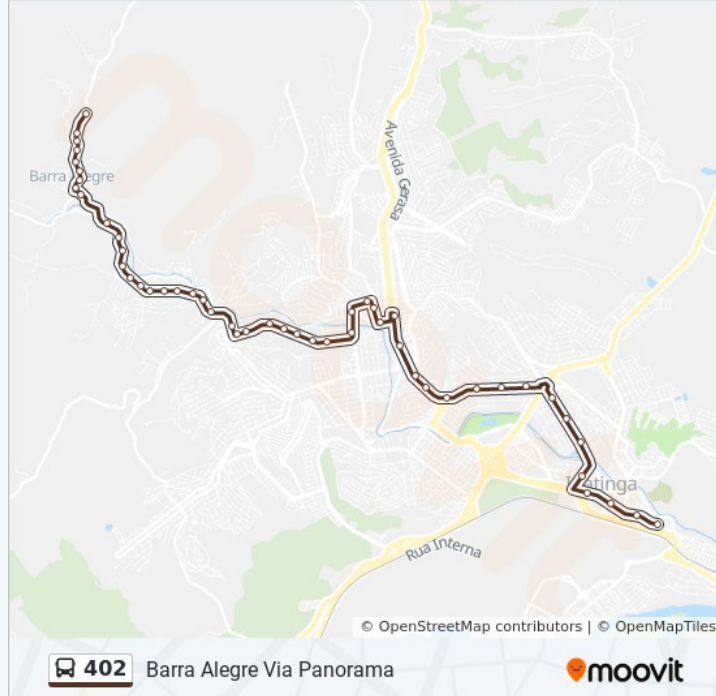 Avenida Gerasa
Barra Alegre
Ipatinga
Rua Interna
© OpenStreetMap contributors | © OpenMapTiles
402 Barra Alegre Via Panorama
moovit